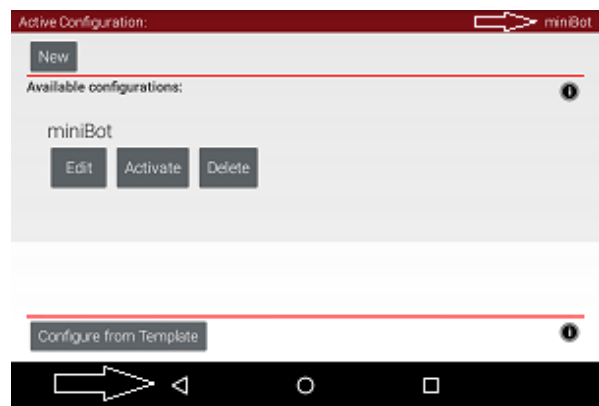 Active Configuration: miniBot
New
Available configurations:
miniBot
Edit Activate Delete
Configure from Template